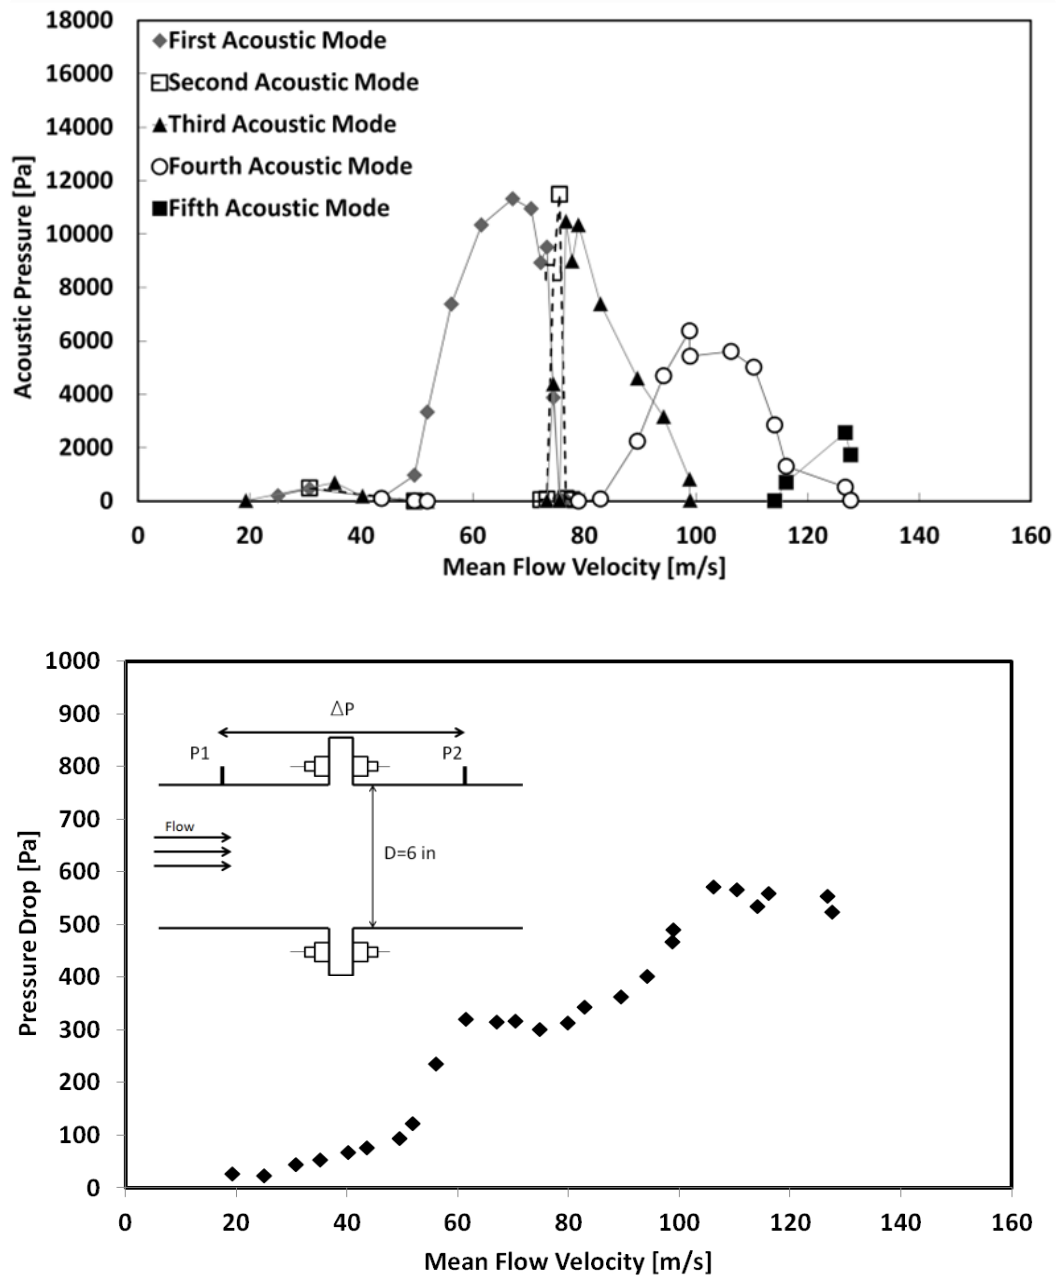 18000
16000
14000
12000
10000
8000
6000
4000
2000
0
Acoustic Pressure [Pa]
First Acoustic Mode
Second Acoustic Mode
Third Acoustic Mode
Fourth Acoustic Mode
Fifth Acoustic Mode
0 20 40 60 80 100 120 140 160
Mean Flow Velocity [m/s]
1000
900
800
700
600
500
400
300
200
100
0
Pressure Drop [Pa]
ΔP
P1 P2
Flow
D=6 in
0 20 40 60 80 100 120 140 160
Mean Flow Velocity [m/s]